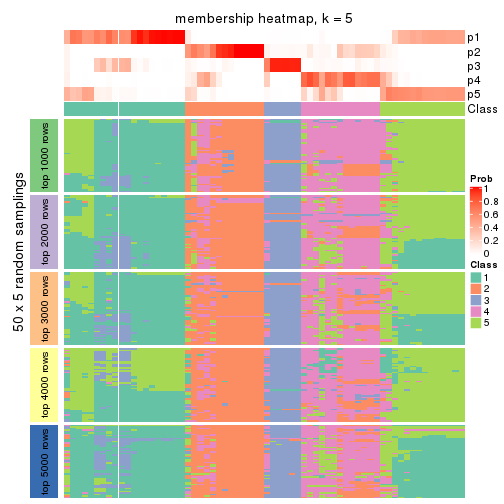 membership heatmap, k = 5
p1
p2
p3
p4
p5
Class
50 x 5 random samplings
top 1000 rows
top 2000 rows
top 3000 rows
top 4000 rows
top 5000 rows
Prob
1
0.8
0.6
0.4
0.2
0
Class
1
2
3
4
5